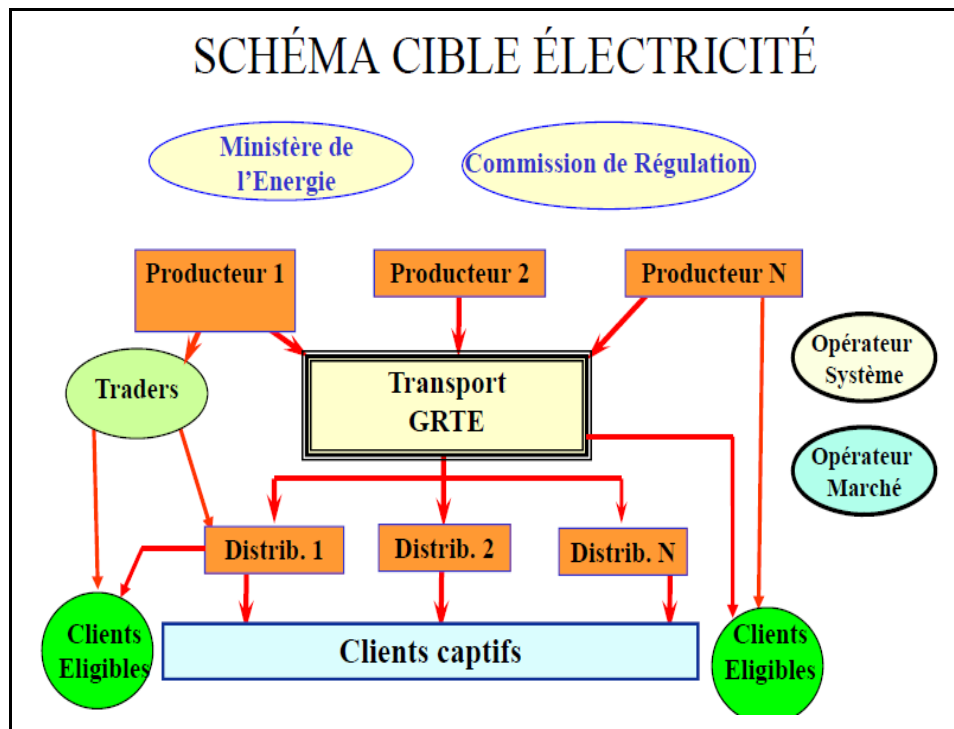 SCHÉMA CIBLE ÉLECTRICITÉ
Ministère de
l'Energie
Commission de Régulation
Producteur 1
Producteur 2
Producteur N
Opérateur
Système
Traders
Transport
GRTE
Opérateur
Marché
Distrib. 1
Distrib. 2
Distrib. N
Clients
Eligibles
Clients captifs
Clients
Eligibles